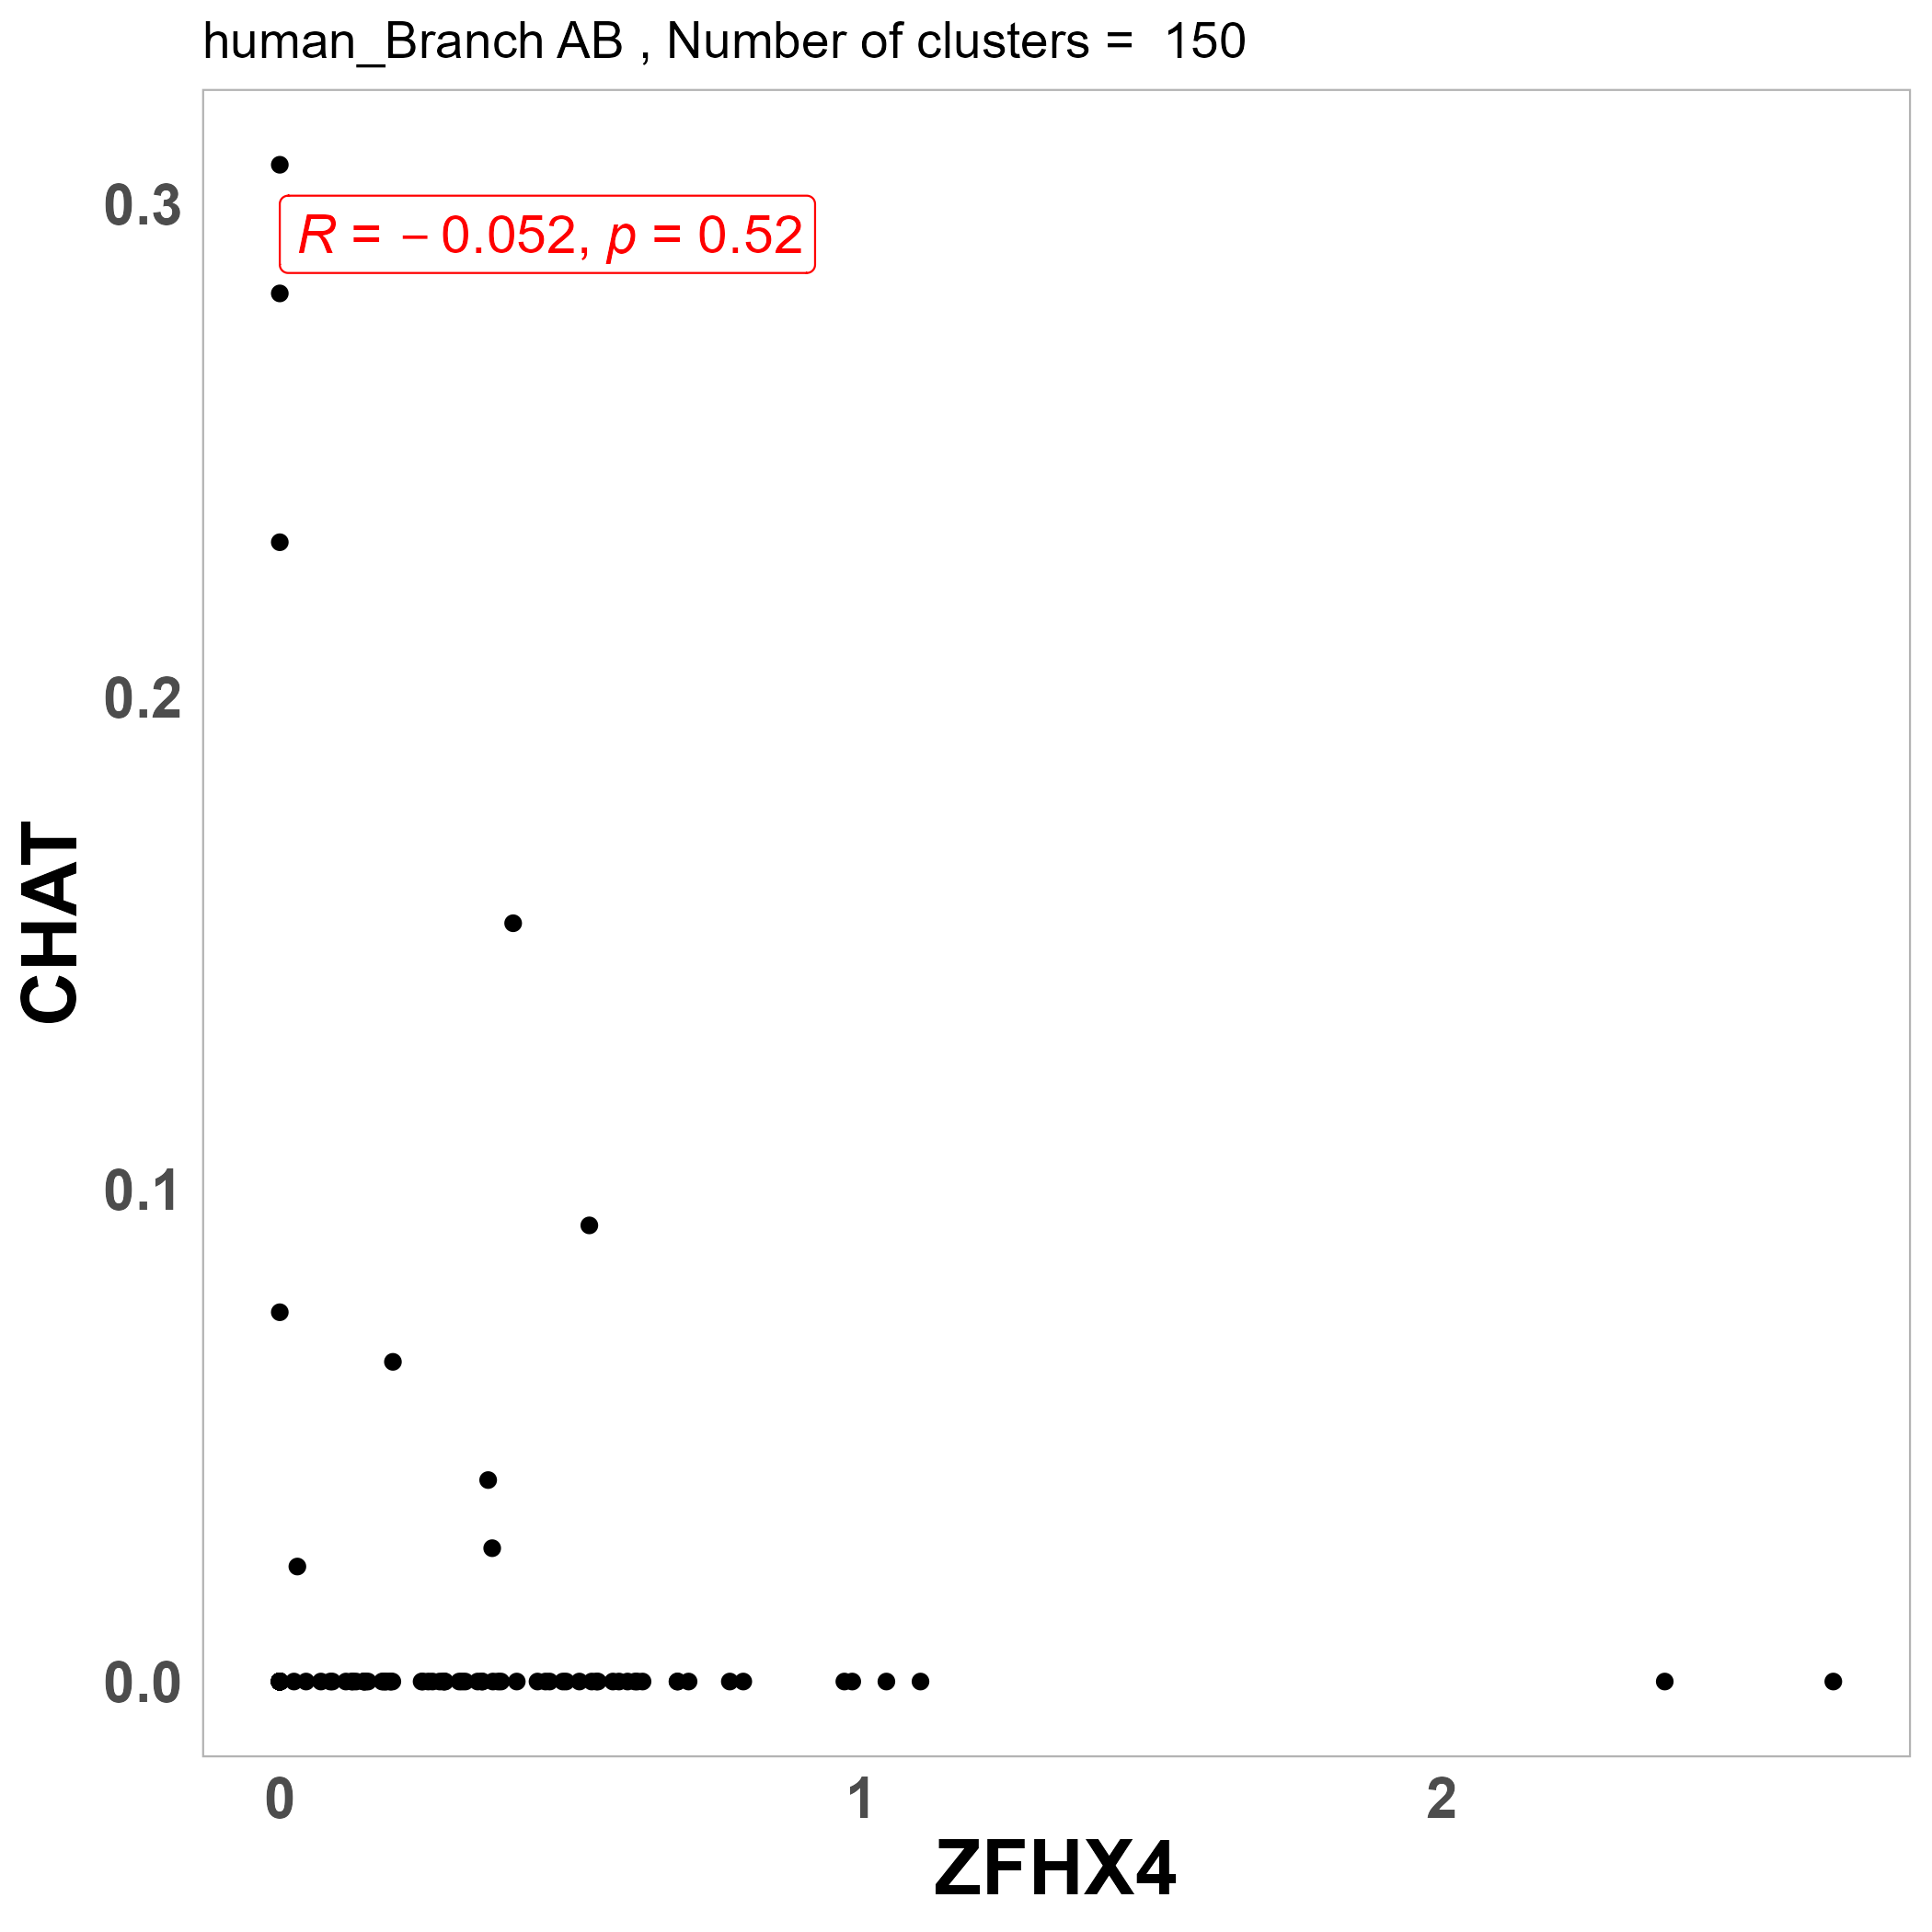 human_Branch AB , Number of clusters =  150
R = − 0.052, p = 0.52
0.3
0.2
0.1
0.0
CHAT
0 1 2
ZFHX4